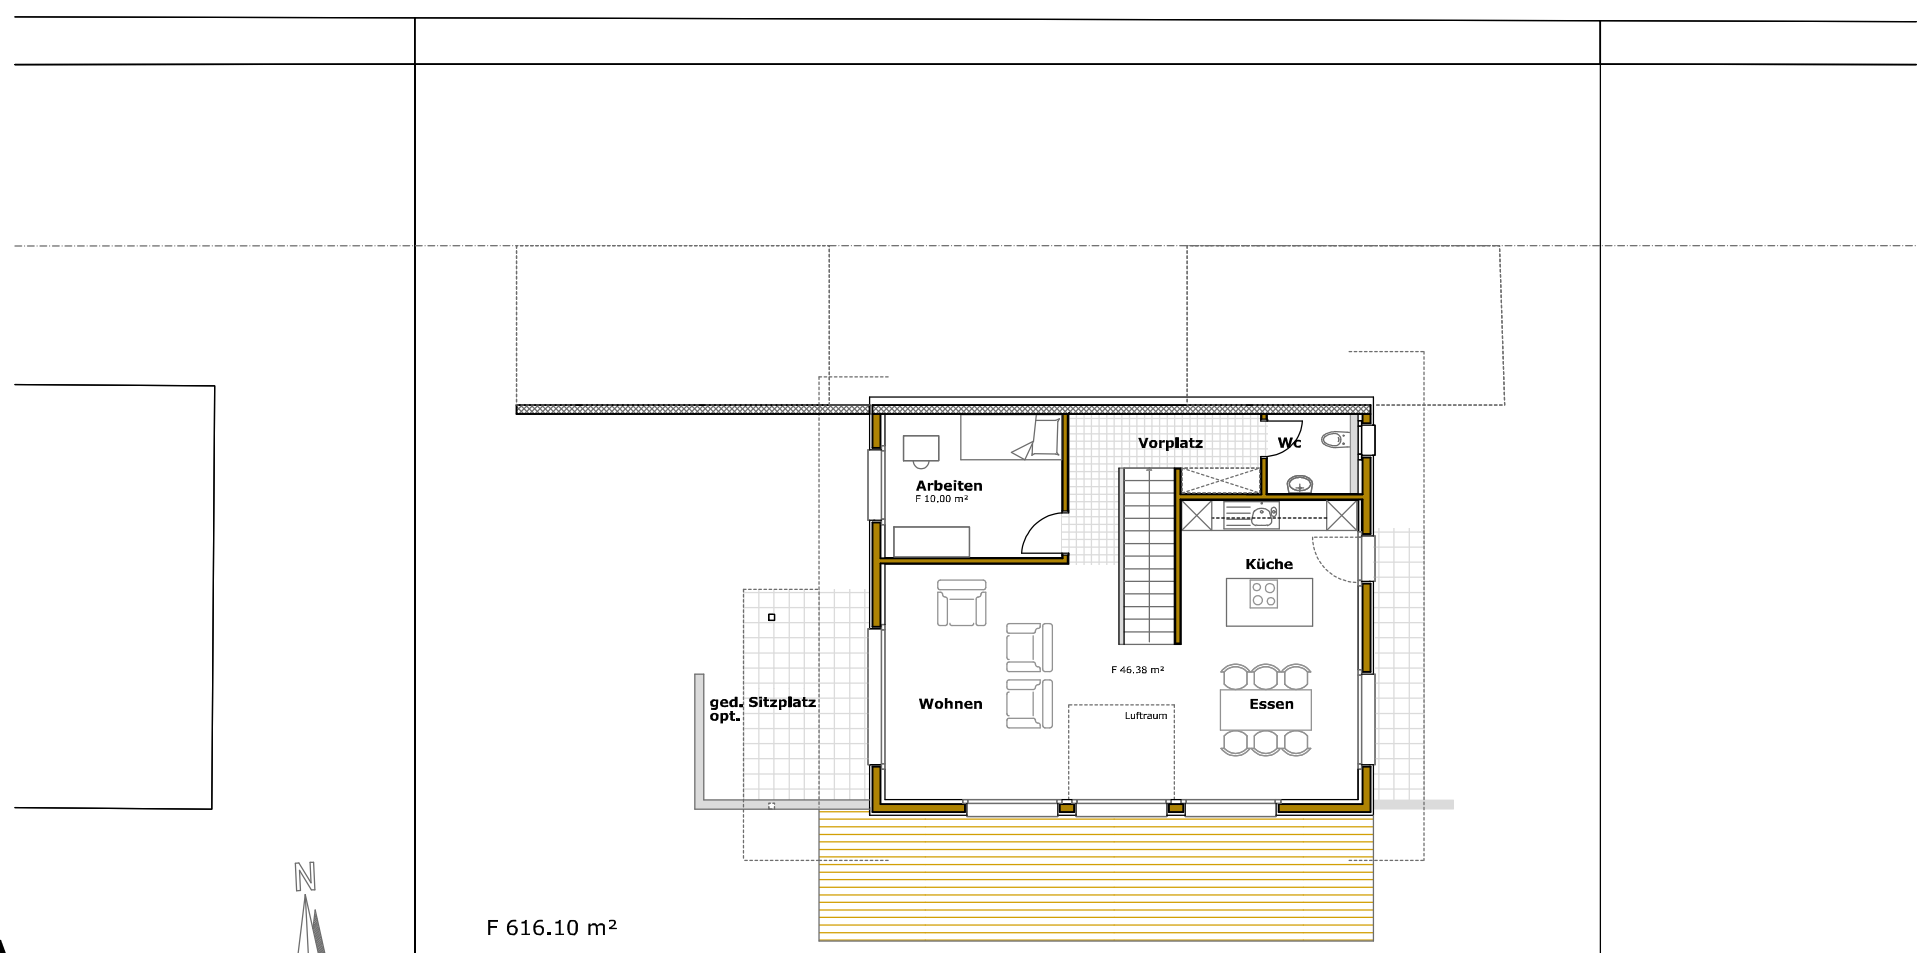 Vorplatz
Wc
Arbeiten
F 10.00 m²
Küche
F 46.38 m²
ged. Sitzplatz
opt.
Wohnen
Luftraum
Essen
N
F 616.10 m²